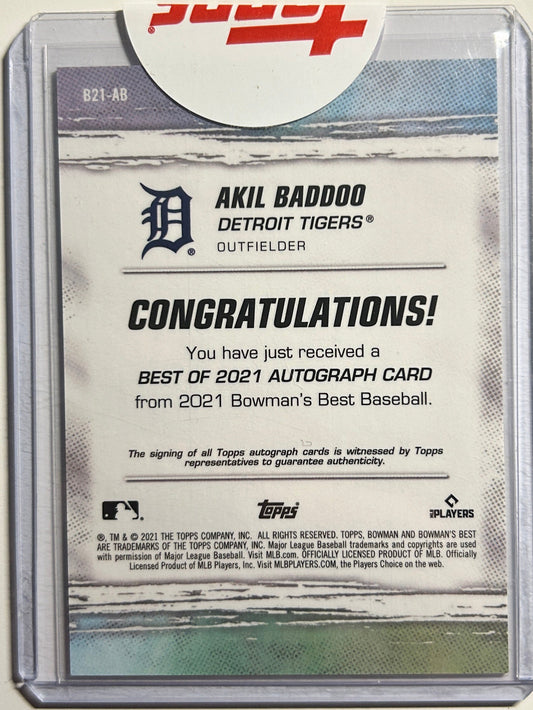 Topps
B21-AB
AKIL BADDOO
DETROIT TIGERS®
OUTFIELDER
CONGRATULATIONS!
You have just received a
BEST OF 2021 AUTOGRAPH CARD
from 2021 Bowman's Best Baseball.
The signing of all Topps autograph cards is witnessed by Topps
representatives to guarantee authenticity.
topps
PLAYERS
®, TM & © 2021 THE TOPPS COMPANY, INC. ALL RIGHTS RESERVED. TOPPS, BOWMAN AND BOWMAN'S BEST
ARE TRADEMARKS OF THE TOPPS COMPANY, INC. Major League Baseball trademarks and copyrights are used
with permission of Major League Baseball. Visit MLB.com. OFFICIALLY LICENSED PRODUCT OF MLB. Officially
Licensed Product of MLB Players, Inc. Visit MLBPLAYERS.COM, the Players Choice on the web.